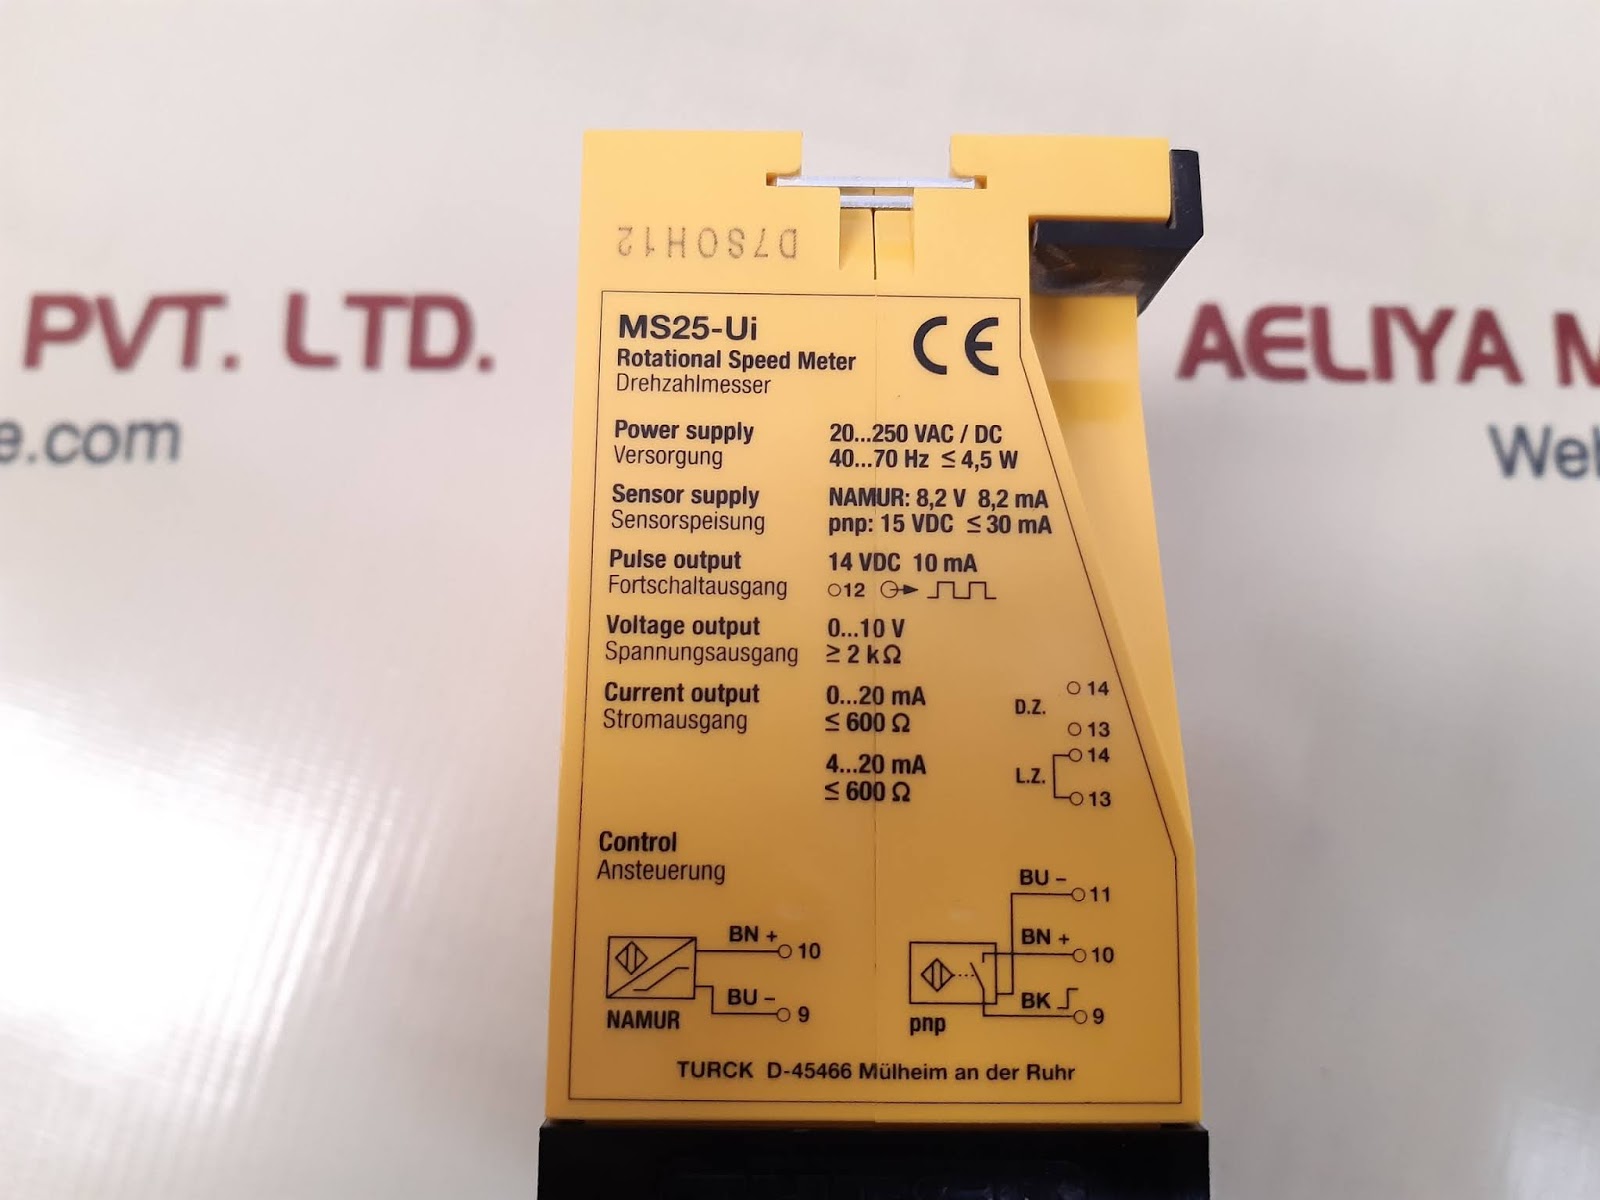 PVT. LTD.
e.com
AELIYA M
We
D7SOH12
MS25-Ui
Rotational Speed Meter
Drehzahlmesser
CE
Power supply 20...250 VAC / DC
Versorgung 40...70 Hz ≤ 4,5 W
Sensor supply NAMUR: 8,2 V 8,2 mA
Sensorspeisung pnp: 15 VDC ≤ 30 mA
Pulse output 14 VDC 10 mA
Fortschaltausgang 12
Voltage output 0...10 V
Spannungsausgang ≥ 2 kΩ
Current output 0...20 mA
Stromausgang ≤ 600 Ω
4...20 mA
≤ 600 Ω
14
D.Z.
13
14
L.Z.
13
Control
Ansteuerung
BN + 10
BU – 9
NAMUR
BU – 11
BN + 10
BK 9
pnp
TURCK D-45466 Mülheim an der Ruhr